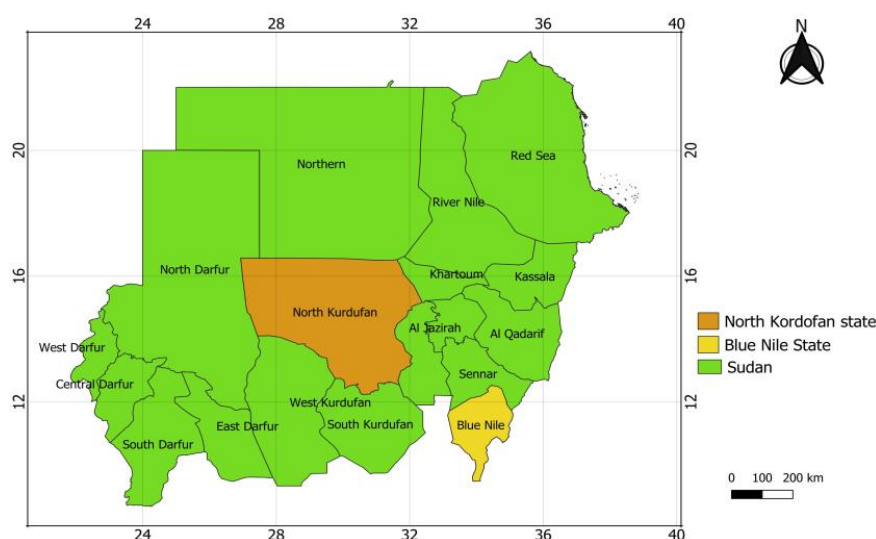 24 28 32 36 40
N
20 20
Red Sea
Northern
River Nile
North Darfur
16 16
Khartoum Kassala
North Kurdufan
Al Jazirah Al Qadarif
West Darfur
Central Darfur
Sennar
12 12
West Kurdufan
South Kurdufan
East Darfur
Blue Nile
South Darfur
North Kordofan state
Blue Nile State
Sudan
0 100 200 km
24 28 32 36 40